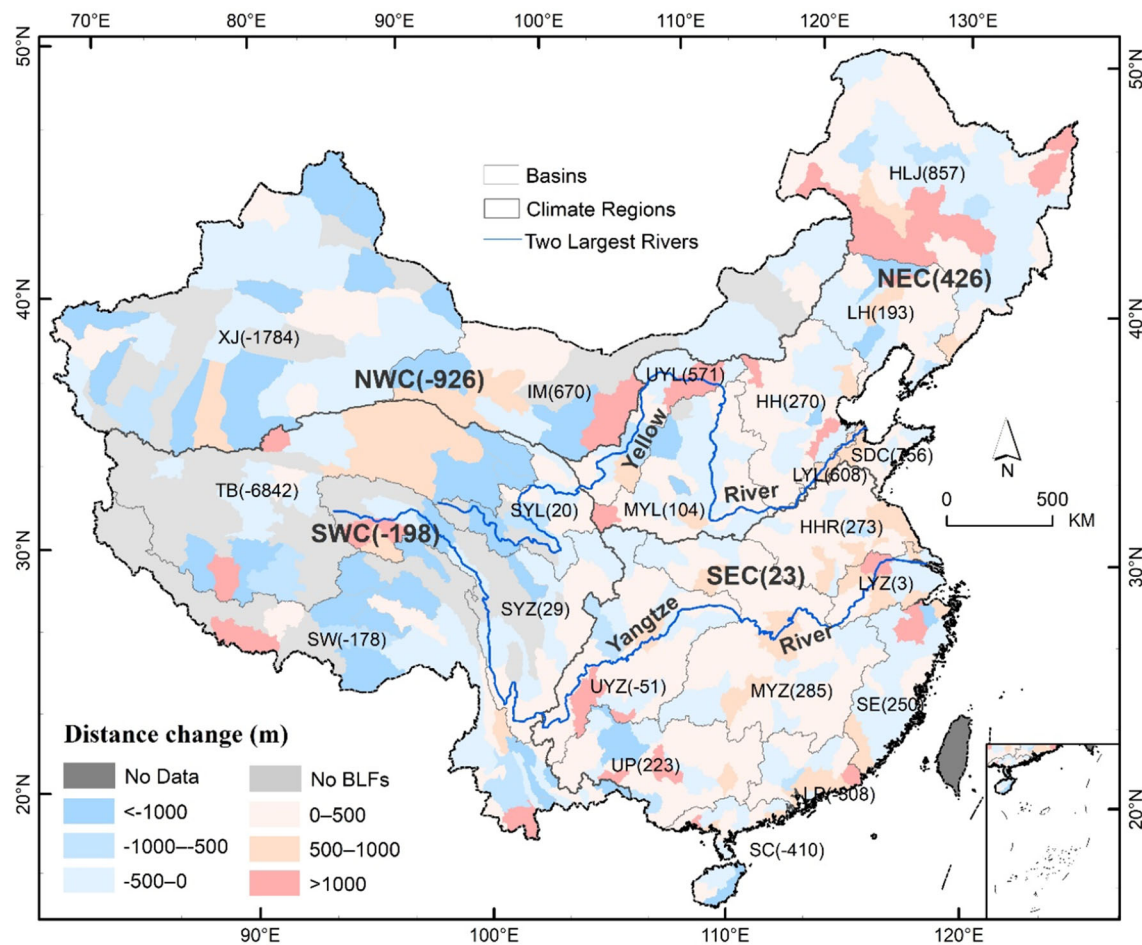 70°E 80°E 90°E 100°E 110°E 120°E 130°E
50°N
50°N
Basins
Climate Regions
Two Largest Rivers
HLJ(857)
NEC(426)
40°N
40°N
LH(193)
XJ(-1784)
NWC(-926)
IM(670)
UYL(571)
HH(270)
Yellow
River
SDC(756)
LYL(608)
N
TB(-6842)
SYL(20)
MYL(104)
HHR(273)
0 500
KM
SWC(-198)
30°N
30°N
SEC(23)
LYZ(3)
SYZ(29)
Yangtze
River
SW(-178)
UYZ(-51)
MYZ(285)
SE(250)
UP(223)
SC(-410)
Distance change (m)
No Data
No BLFs
<-1000
0–500
-1000–-500
500–1000
-500–0
>1000
20°N
20°N
90°E 100°E 110°E 120°E